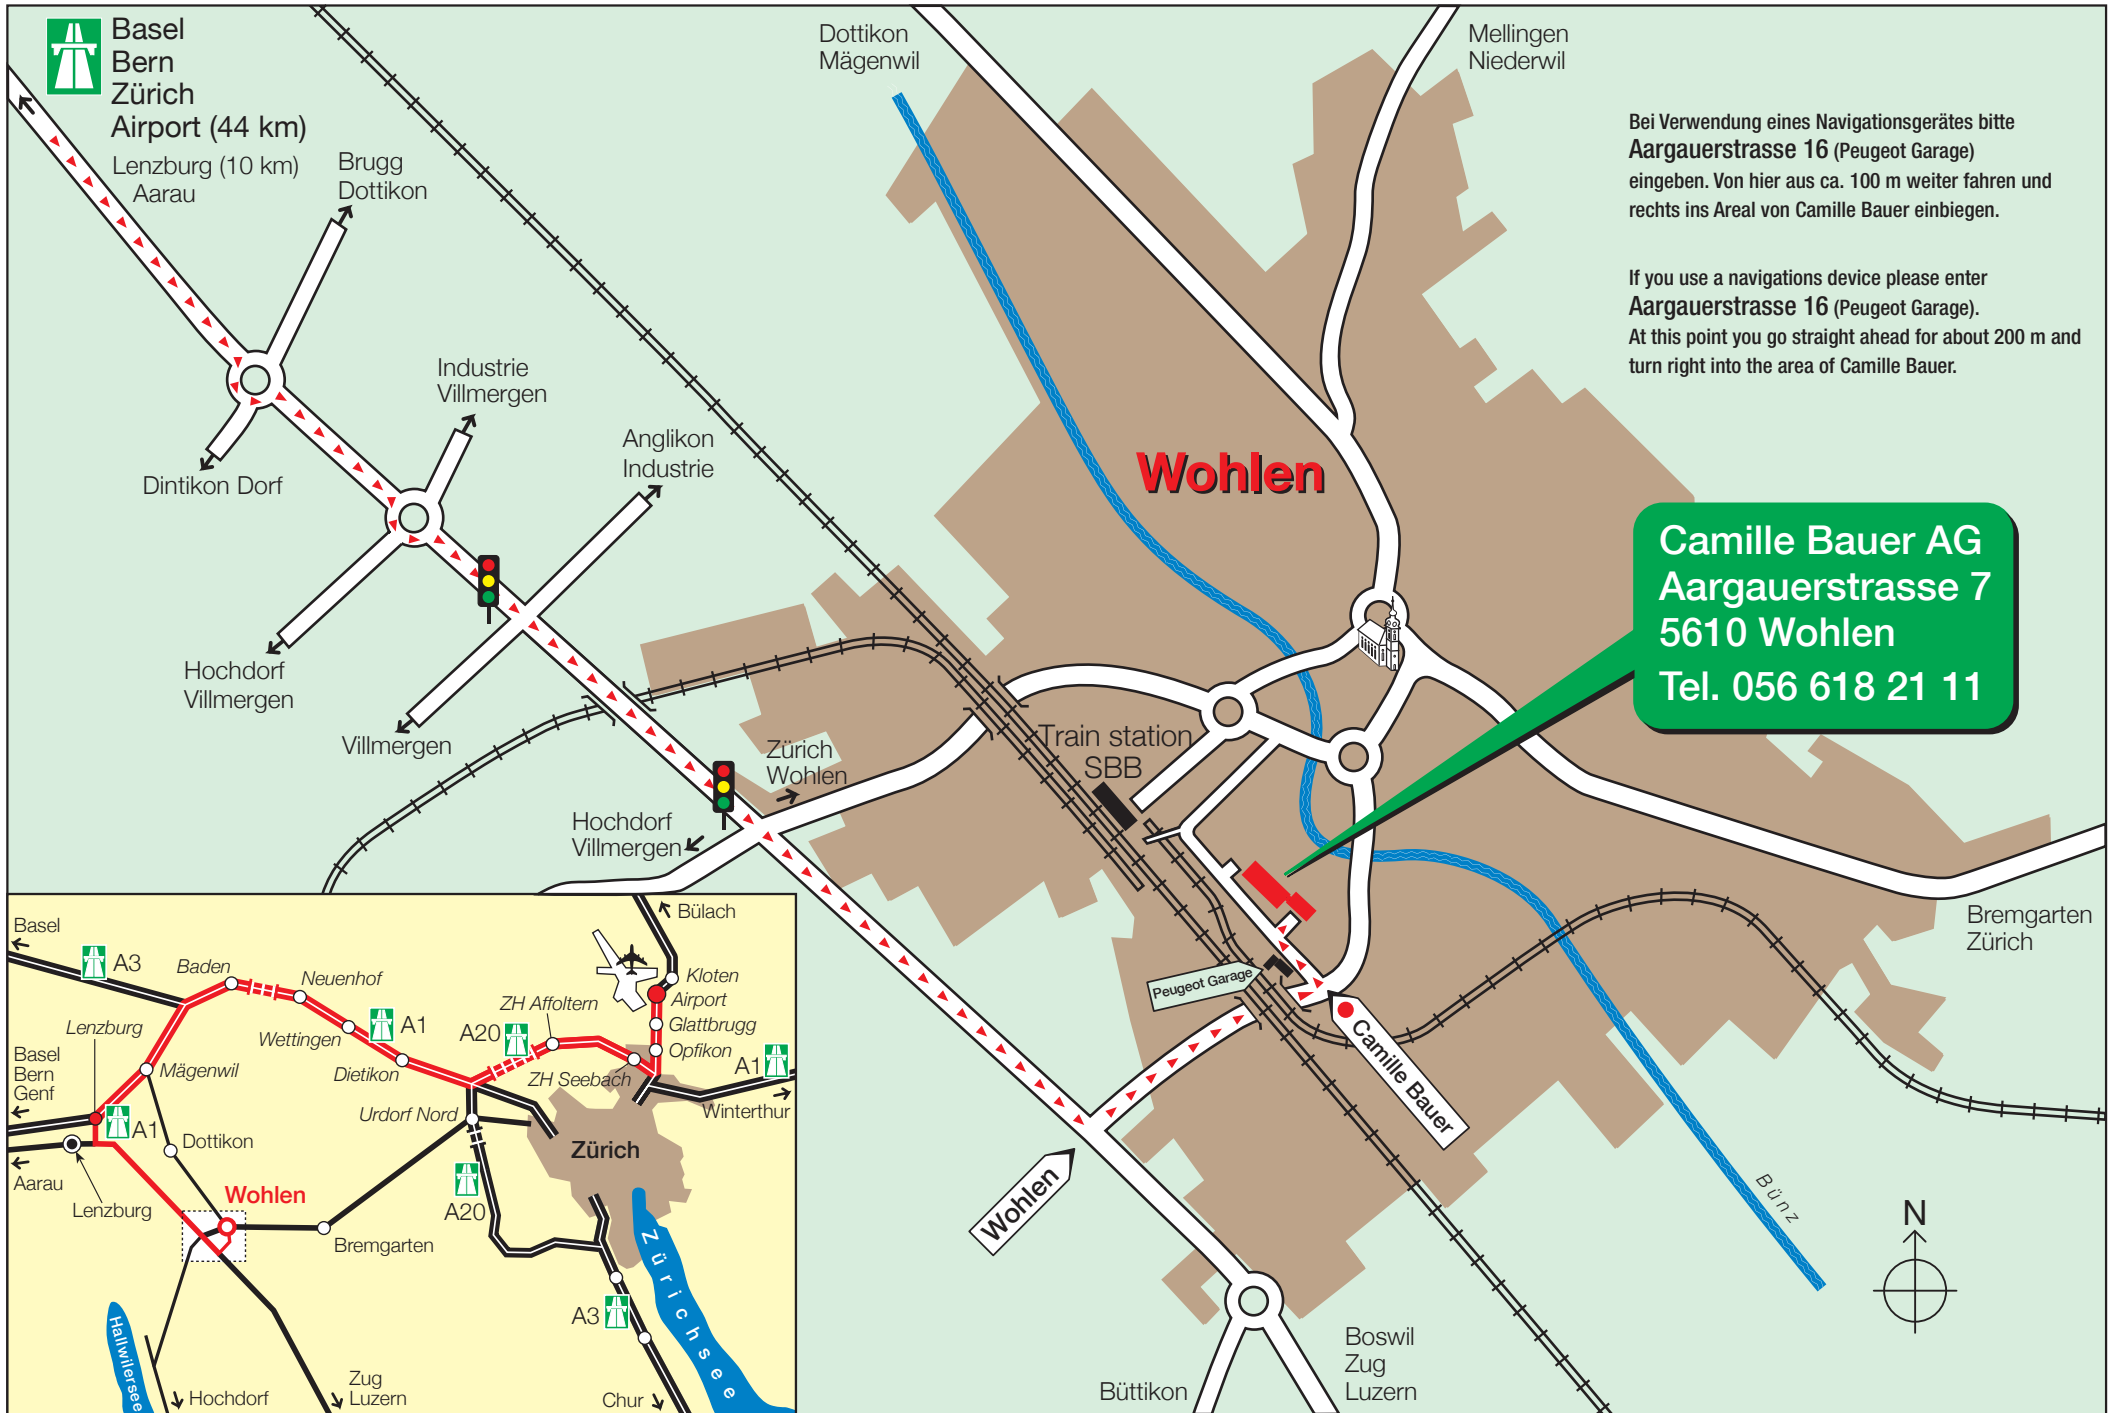 Basel
Bern
Zürich
Airport (44 km)
Lenzburg (10 km)
Aarau
Brugg
Dottikon
Dintikon Dorf
Industrie
Villmergen
Hochdorf
Villmergen
Anglikon
Industrie
Villmergen
Dottikon
Mägenwil
Mellingen
Niederwil
Bei Verwendung eines Navigationsgerätes bitte
Aargauerstrasse 16 (Peugeot Garage)
eingeben. Von hier aus ca. 100 m weiter fahren und
rechts ins Areal von Camille Bauer einbiegen.
If you use a navigations device please enter
Aargauerstrasse 16 (Peugeot Garage).
At this point you go straight ahead for about 200 m and
turn right into the area of Camille Bauer.
Wohlen
Camille Bauer AG
Aargauerstrasse 7
5610 Wohlen
Tel. 056 618 21 11
Train station
SBB
Zürich
Wohlen
Hochdorf
Villmergen
Bremgarten
Zürich
Peugeot Garage
Camille Bauer
Wohlen
Bünz
N
Büttikon
Boswil
Zug
Luzern
Basel
A3
Baden
Neuenhof
Bülach
Kloten
Airport
Glattbrugg
Opfikon
ZH Affoltern
A20
A1
Wettingen
Lenzburg
Basel
Bern
Genf
Mägenwil
Dietikon
ZH Seebach
A1
Winterthur
Urdorf Nord
A1
Dottikon
Zürich
Aarau
Lenzburg
Wohlen
A20
Bremgarten
Zürichsee
A3
Hallwilersee
Hochdorf
Zug
Luzern
Chur